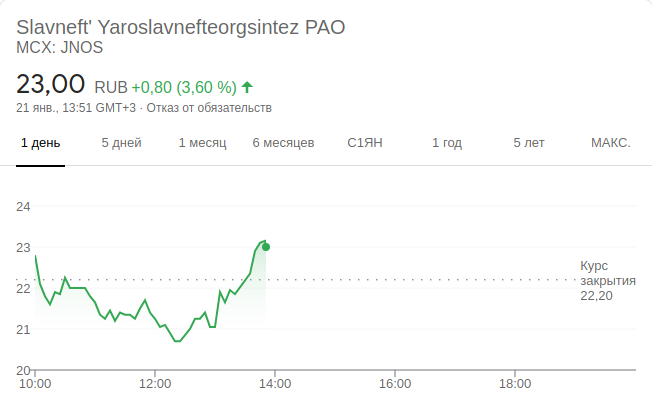 Slavneft' Yaroslavnefteorgsintez PAO
MCX: JNOS
23,00 RUB +0,80 (3,60 %)
21 янв., 13:51 GMT+3 · Отказ от обязательств
1 день 5 дней 1 месяц 6 месяцев С1ЯН 1 год 5 лет МАКС.
24
23
Курс
закрытия
22,20
22
21
20
10:00 12:00 14:00 16:00 18:00